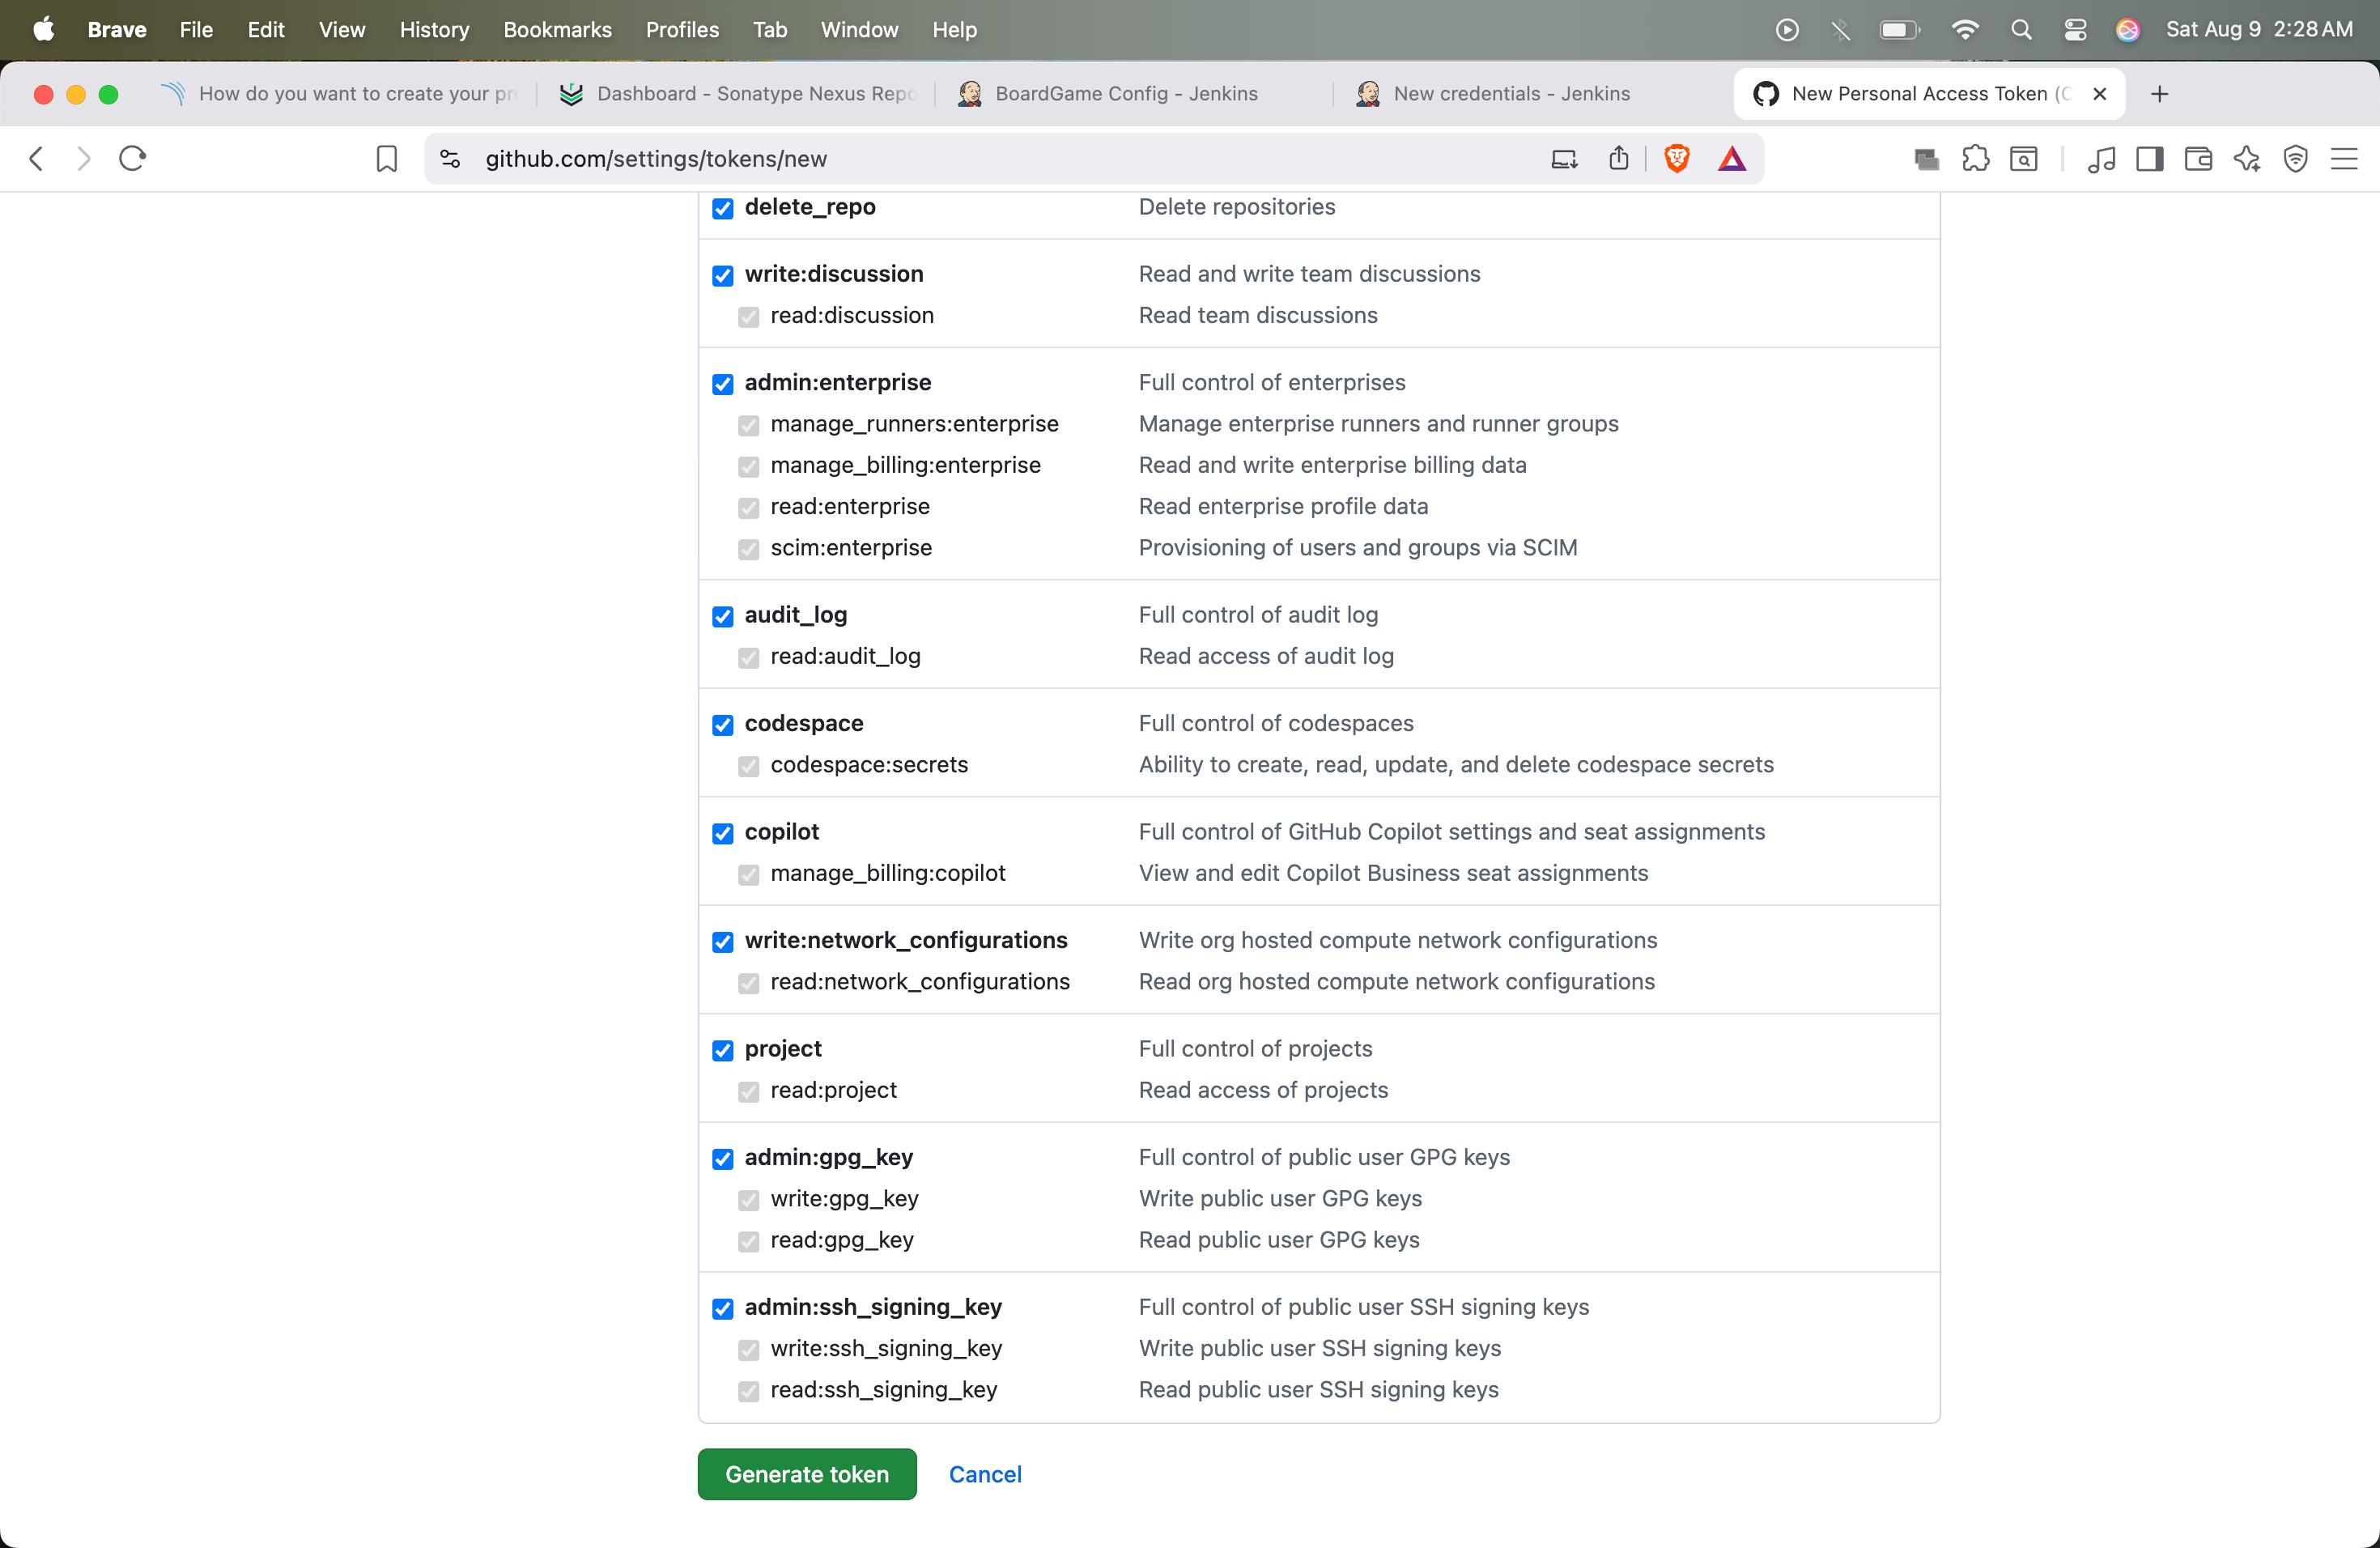 Brave File Edit View History Bookmarks Profiles Tab Window Help Sat Aug 9 2:28 AM
How do you want to create your pr Dashboard - Sonatype Nexus Repo BoardGame Config - Jenkins New credentials - Jenkins New Personal Access Token (C
github.com/settings/tokens/new
delete_repo Delete repositories
write:discussion Read and write team discussions
read:discussion Read team discussions
admin:enterprise Full control of enterprises
manage_runners:enterprise Manage enterprise runners and runner groups
manage_billing:enterprise Read and write enterprise billing data
read:enterprise Read enterprise profile data
scim:enterprise Provisioning of users and groups via SCIM
audit_log Full control of audit log
read:audit_log Read access of audit log
codespace Full control of codespaces
codespace:secrets Ability to create, read, update, and delete codespace secrets
copilot Full control of GitHub Copilot settings and seat assignments
manage_billing:copilot View and edit Copilot Business seat assignments
write:network_configurations Write org hosted compute network configurations
read:network_configurations Read org hosted compute network configurations
project Full control of projects
read:project Read access of projects
admin:gpg_key Full control of public user GPG keys
write:gpg_key Write public user GPG keys
read:gpg_key Read public user GPG keys
admin:ssh_signing_key Full control of public user SSH signing keys
write:ssh_signing_key Write public user SSH signing keys
read:ssh_signing_key Read public user SSH signing keys
Generate token Cancel